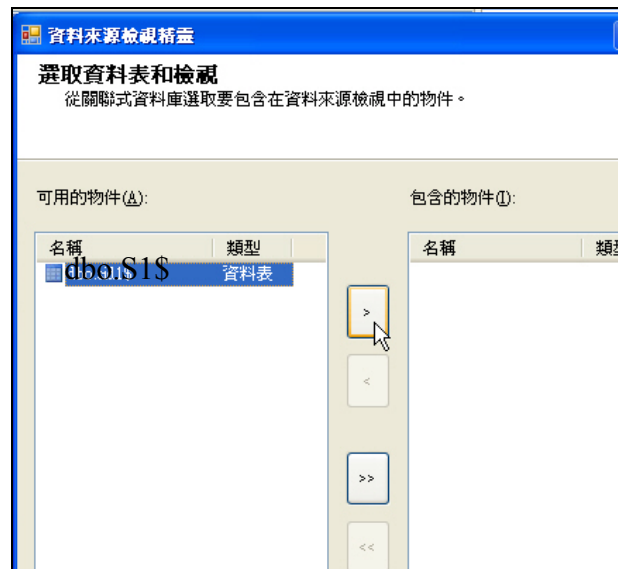 資料來源檢視精靈
選取資料表和檢視
從關聯式資料庫選取要包含在資料來源檢視中的物件。
可用的物件(A):
包含的物件(I):
名稱 類型
名稱
dbo.S1$ 資料表
>
<
>>
<<